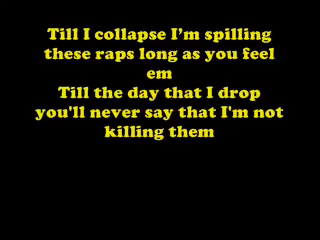 Till I collapse I’m spilling
these raps long as you feel
em
Till the day that I drop
you'll never say that I'm not
killing them